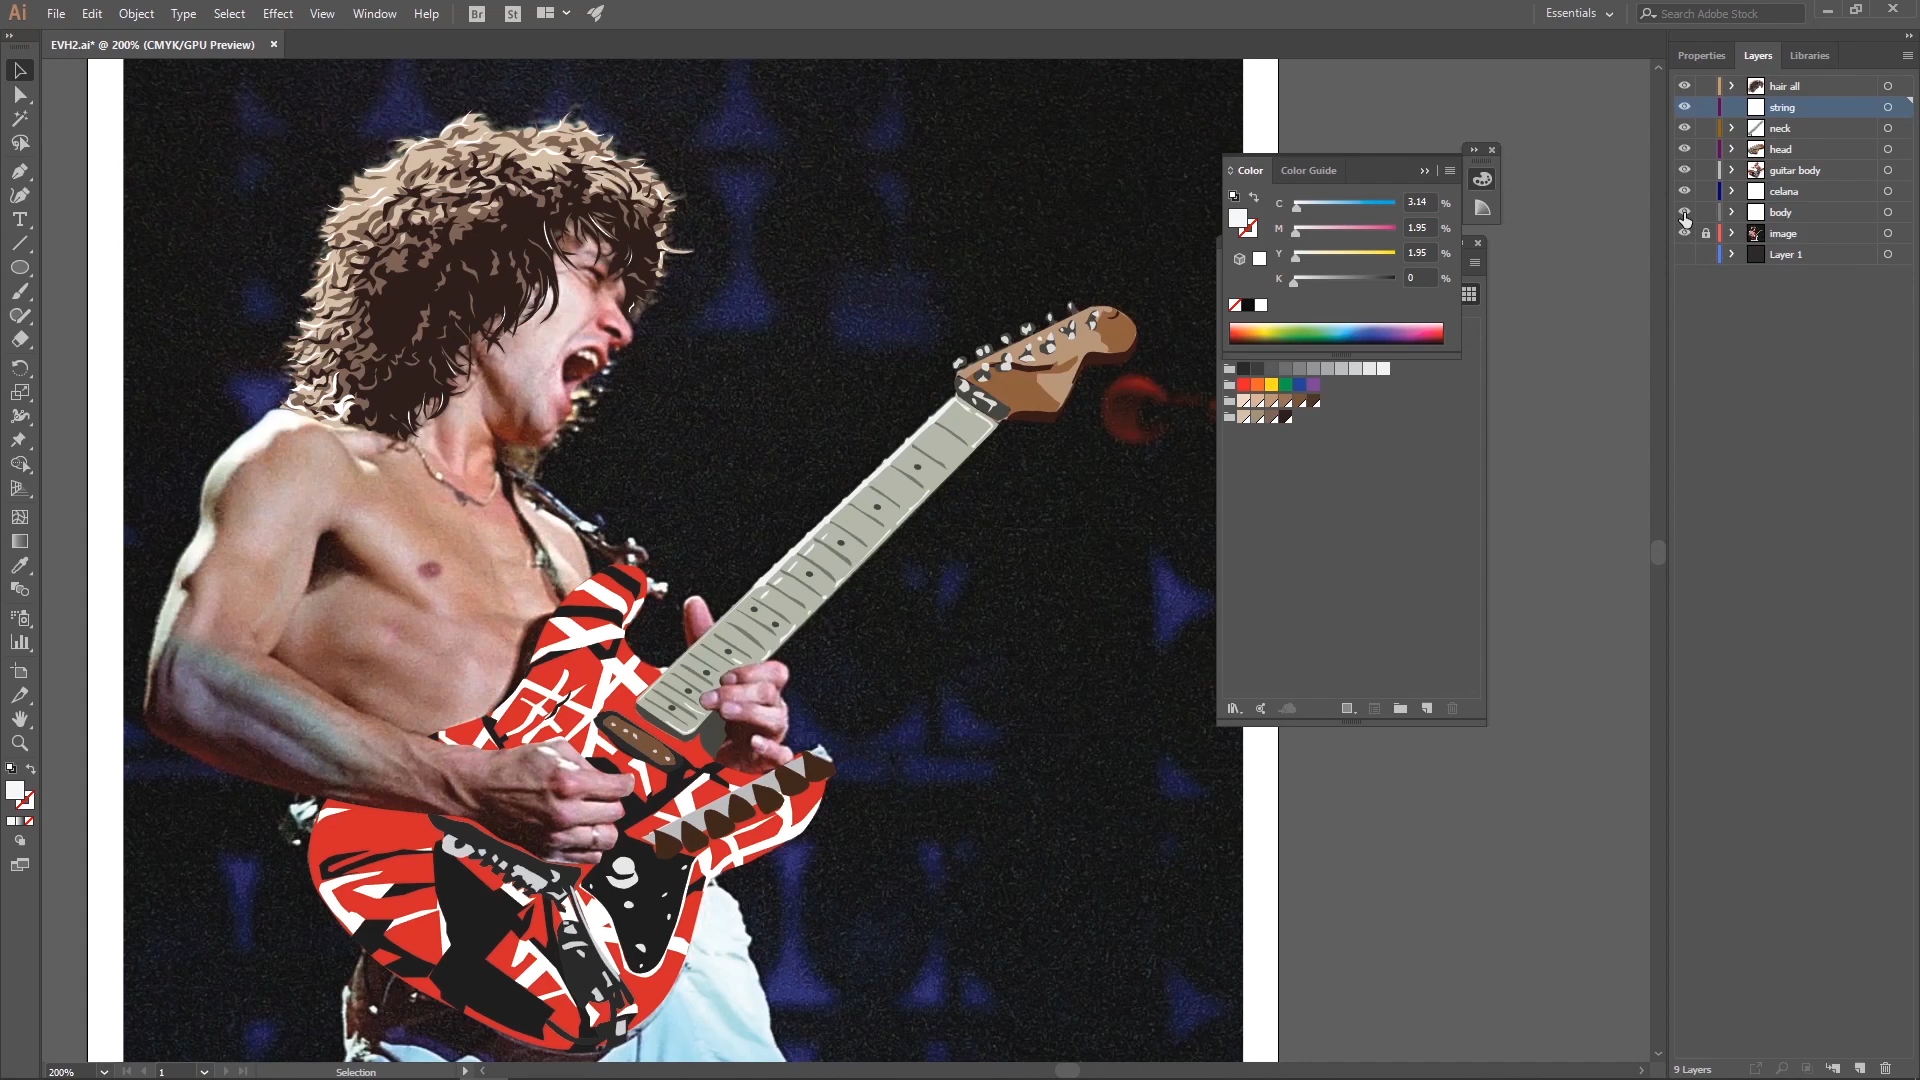 Ai File Edit Object Type Select Effect View Window Help Br St Essentials Search Adobe Stock
EVH2.ai* @ 200% (CMYK/GPU Preview) ×
Properties Layers Libraries
hair all
string
neck
head
guitar body
celana
body
image
Layer 1
Color Color Guide
C 3.14 %
M 1.95 %
Y 1.95 %
K 0 %
200% 1 Selection
9 Layers